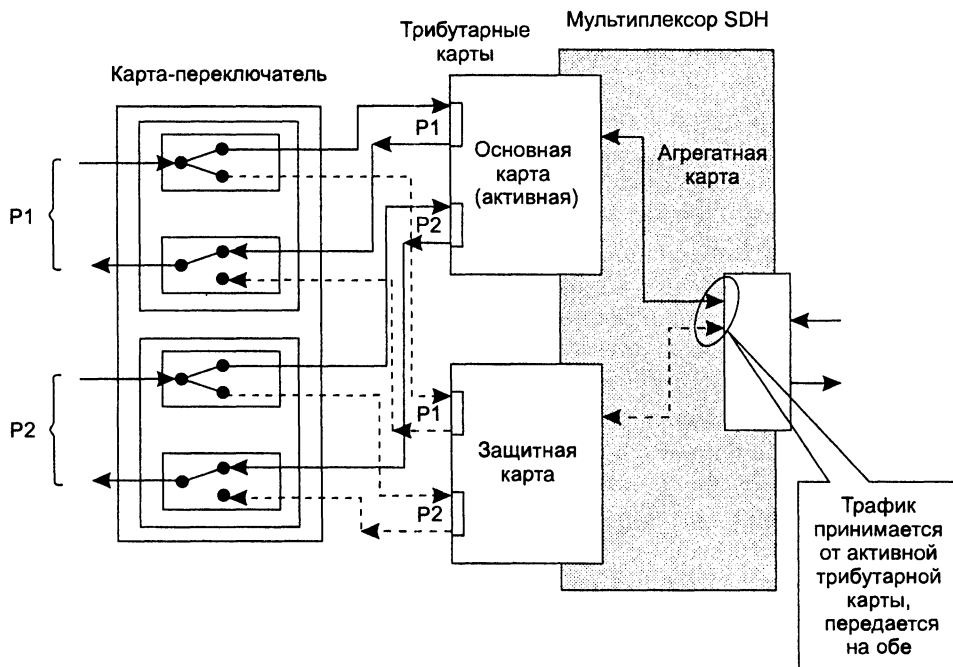 Мультиплексор SDH
Трибутарные
карты
Карта-переключатель
P1
Основная
карта
(активная)
Агрегатная
карта
P1
P2
P2
P1
Защитная
карта
P2
Трафик
принимается
от активной
трибутарной
карты,
передается
на обе